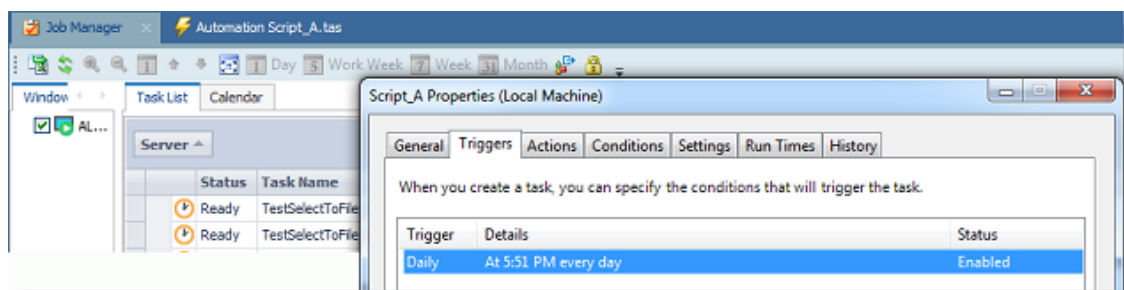 Job Manager
Automation Script_A.tas
Day 5 Work Week 7 Week 31 Month
Window
Task List Calendar
AL...
Server
Status Task Name
Ready TestSelectToFile
Ready TestSelectToFile
Script_A Properties (Local Machine)
General Triggers Actions Conditions Settings Run Times History
When you create a task, you can specify the conditions that will trigger the task.
Trigger Details Status
Daily At 5:51 PM every day Enabled